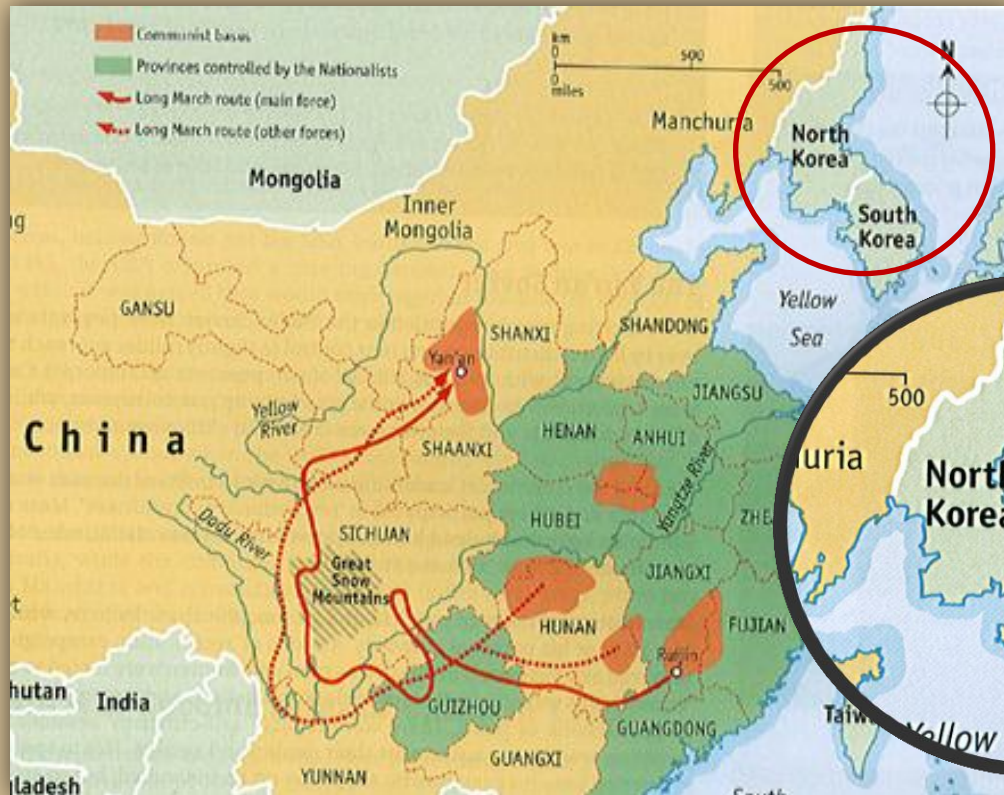 Communist bases
Provinces controlled by the Nationalists
Long March route (main force)
Long March route (other forces)
km
0
500
0
500
miles
N
Manchuria
North
Korea
South
Korea
Mongolia
Inner
Mongolia
GANSU
SHANXI
SHANDONG
Yellow
Sea
Yan'an
JIANGSU
Yellow
River
China
HENAN
ANHUI
SHAANXI
Yangtze River
HUBEI
ZHE
Dadu River
SICHUAN
Great
Snow
Mountains
JIANGXI
HUNAN
FUJIAN
Ruijin
GUIZHOU
GUANGDONG
GUANGXI
YUNNAN
hutan
India
ladesh
Taiw
500
uria
North
Korea
Yellow